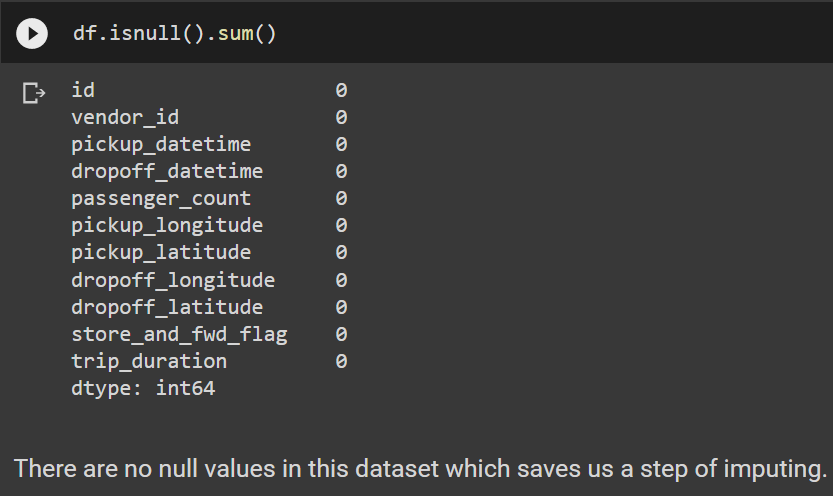 df.isnull().sum()
id 0
vendor_id 0
pickup_datetime 0
dropoff_datetime 0
passenger_count 0
pickup_longitude 0
pickup_latitude 0
dropoff_longitude 0
dropoff_latitude 0
store_and_fwd_flag 0
trip_duration 0
dtype: int64
There are no null values in this dataset which saves us a step of imputing.